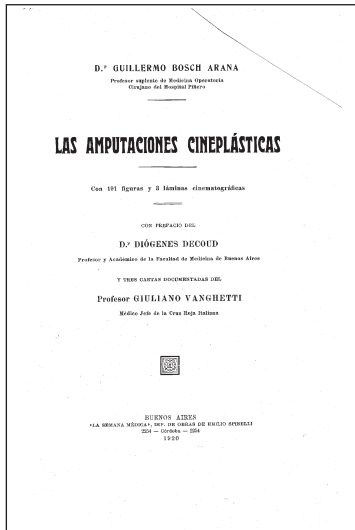 D.r GUILLERMO BOSCH ARANA
Profesor suplente de Medicina Operatoria
Cirujano del Hospital Piñero
LAS AMPUTACIONES CINEPLÁSTICAS
Con 191 figuras y 3 láminas cinematográficas
CON PREFACIO DEL
D.r DIÓGENES DECOUD
Profesor y Académico de la Facultad de Medicina de Buenos Aires
Y TRES CARTAS DOCUMENTADAS DEL
Profesor GIULIANO VANGHETTI
Médico Jefe de la Cruz Roja Italiana
BUENOS AIRES
«LA SEMANA MÉDICA», IMP. DE OBRAS DE EMILIO SPINELLI
2254 — Córdoba — 2254
1920